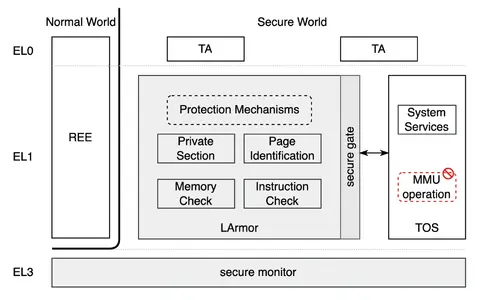 Normal World
Secure World
EL0
TA
TA
REE
EL1
Protection Mechanisms
Private
Section
Page
Identification
Memory
Check
Instruction
Check
LArmor
secure gate
System
Services
MMU
operation
TOS
EL3
secure monitor